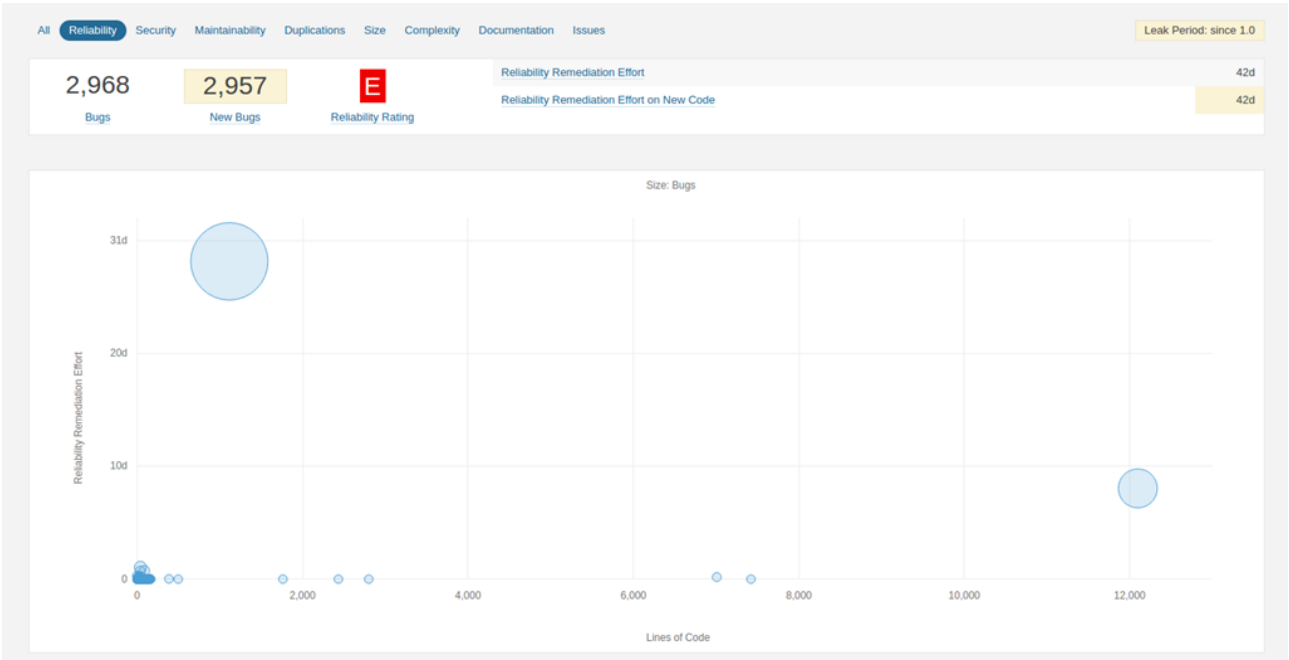 All Reliability Security Maintainability Duplications Size Complexity Documentation Issues Leak Period: since 1.0
2,968 2,957 E
Bugs New Bugs Reliability Rating
Reliability Remediation Effort 42d
Reliability Remediation Effort on New Code 42d
Size: Bugs
31d
20d
10d
0
Reliability Remediation Effort
0 2,000 4,000 6,000 8,000 10,000 12,000
Lines of Code